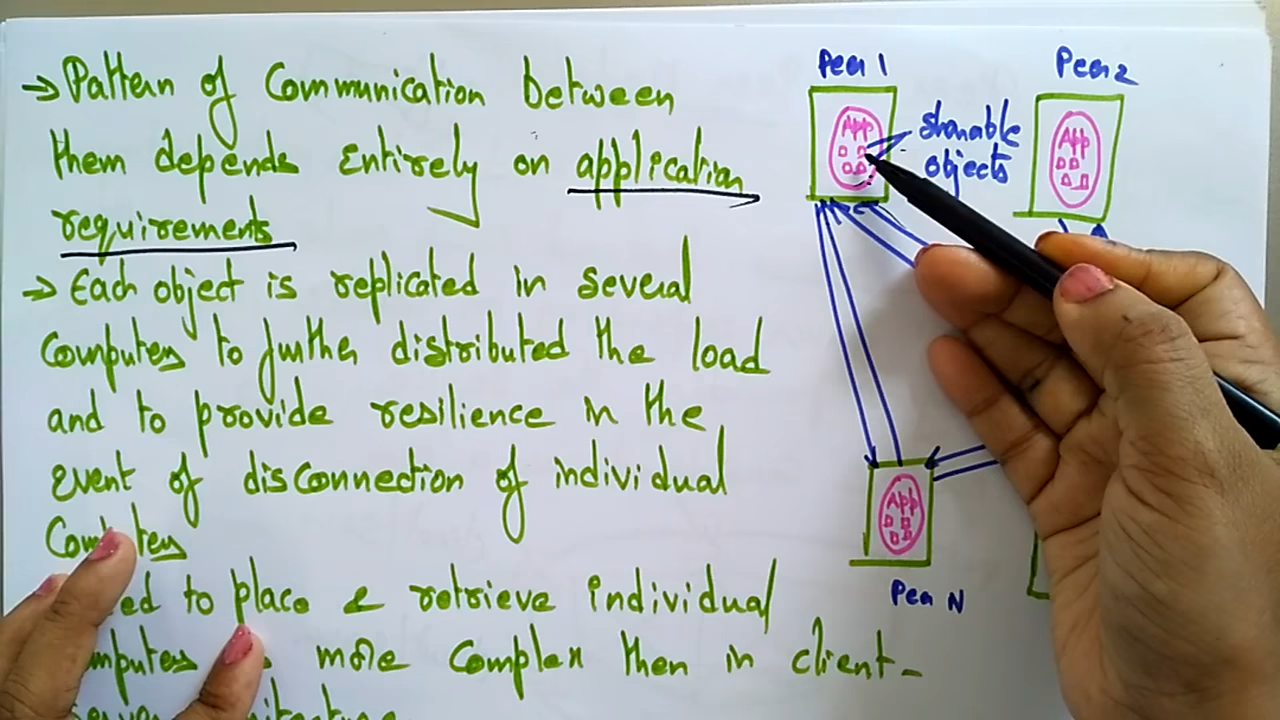 → Pattern of Communication between
them depends Entirely on application
requirements
→ Each object is replicated in several
Computers to further distributed the load
and to provide resilience in the
Event of disconnection of individual
to place & retrieve individual
more Complex then in client-
Peer 1
App
sharable
objects
Peer 2
App
App
Peer N